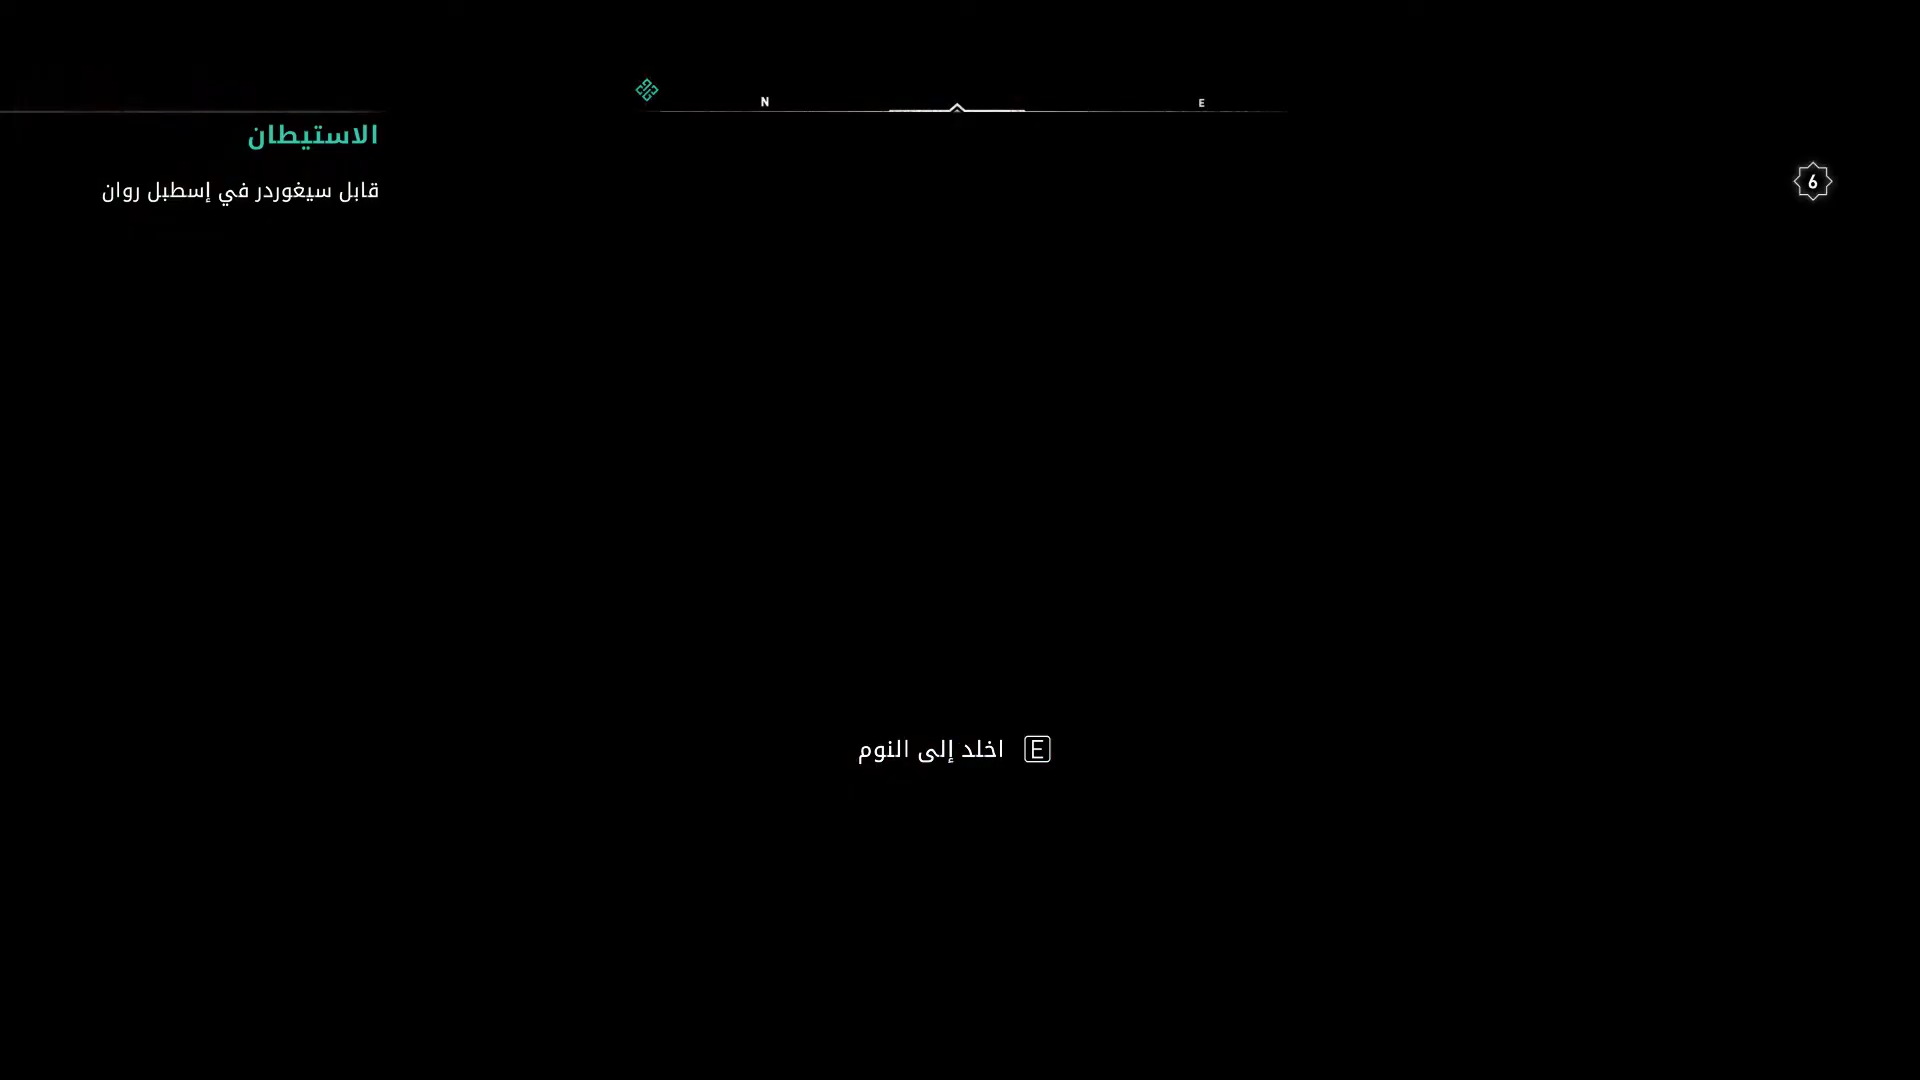 N
E
الاستيطان
قابل سيغوردر في إسطبل روان
6
E اخلد إلى النوم